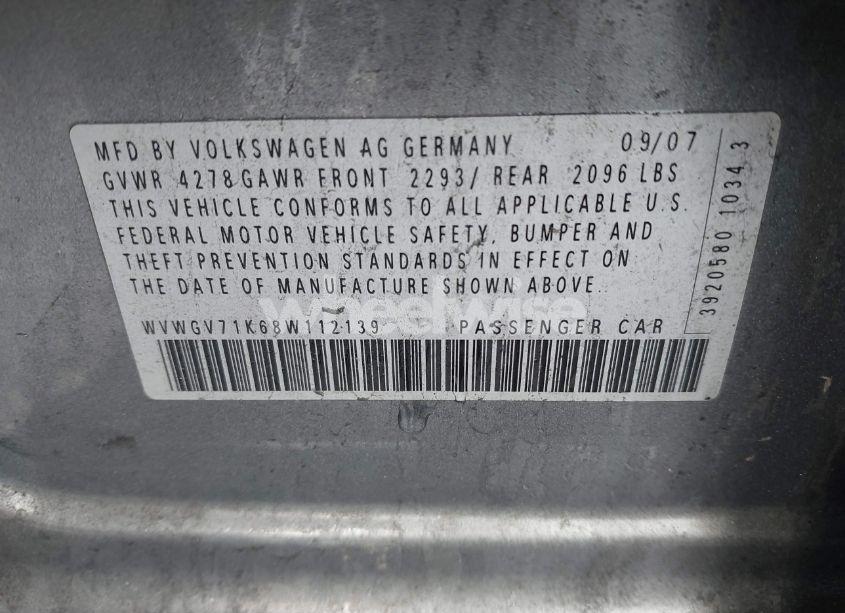 MFD BY VOLKSWAGEN AG GERMANY 09/07
GVWR 4278 GAWR FRONT 2293/ REAR 2096 LBS
THIS VEHICLE CONFORMS TO ALL APPLICABLE U.S.
FEDERAL MOTOR VEHICLE SAFETY, BUMPER AND
THEFT PREVENTION STANDARDS IN EFFECT ON
THE DATE OF MANUFACTURE SHOWN ABOVE.
WVWGV71K68W112139 PASSENGER CAR
3920580 1034 3
wheelwise